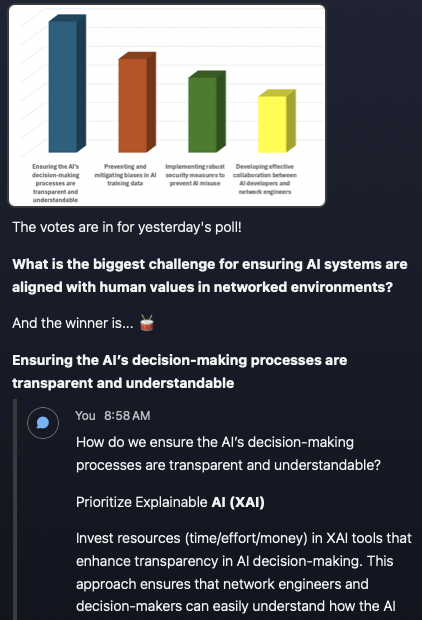 Ensuring the AI's
decision-making
processes are
transparent and
understandable
Preventing and
mitigating biases in AI
training data
Implementing robust
security measures to
prevent AI misuse
Developing effective
collaboration between
AI developers and
network engineers
The votes are in for yesterday's poll!
What is the biggest challenge for ensuring AI systems are
aligned with human values in networked environments?
And the winner is... 🥁
Ensuring the AI’s decision-making processes are
transparent and understandable
You 8:58 AM
How do we ensure the AI’s decision-making
processes are transparent and understandable?
Prioritize Explainable AI (XAI)
Invest resources (time/effort/money) in XAI tools that
enhance transparency in AI decision-making. This
approach ensures that network engineers and
decision-makers can easily understand how the AI